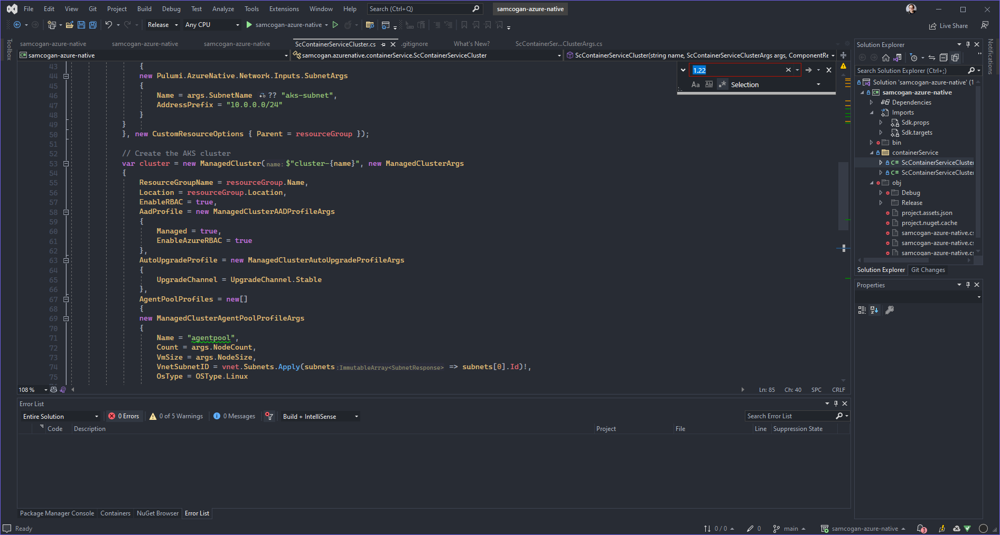 File Edit View Git Project Build Debug Test Analyze Tools Extensions Window Help Search (Ctrl+Q) samcogan-azure-native
Release Any CPU samcogan-azure-native Live Share
Toolbox
samcogan-azure-native samcogan-azure-native samcogan-azure-native ScContainerServiceCluster.cs .gitignore What's New? ScContainerSer...ClusterArgs.cs
samcogan-azure-native samcogan.azurenative.containerService.ScContainerServiceCluster ScContainerServiceCluster(string name, ScContainerServiceClusterArgs args, ComponentRe
1.22
Aa Ab Selection
43 {
44 new Pulumi.AzureNative.Network.Inputs.SubnetArgs
45 {
46 Name = args.SubnetName ?? "aks-subnet",
47 AddressPrefix = "10.0.0.0/24"
48 }
49 }
50 }, new CustomResourceOptions { Parent = resourceGroup });
51
52 // Create the AKS cluster
53 var cluster = new ManagedCluster(name: $"cluster-{name}", new ManagedClusterArgs
54 {
55 ResourceGroupName = resourceGroup.Name,
56 Location = resourceGroup.Location,
57 EnableRBAC = true,
58 AadProfile = new ManagedClusterAADProfileArgs
59 {
60 Managed = true,
61 EnableAzureRBAC = true
62 },
63 AutoUpgradeProfile = new ManagedClusterAutoUpgradeProfileArgs
64 {
65 UpgradeChannel = UpgradeChannel.Stable
66 },
67 AgentPoolProfiles = new[]
68 {
69 new ManagedClusterAgentPoolProfileArgs
70 {
71 Name = "agentpool",
72 Count = args.NodeCount,
73 VmSize = args.NodeSize,
74 VnetSubnetID = vnet.Subnets.Apply(subnets :ImmutableArray<SubnetResponse> => subnets[0].Id)!,
75 OsType = OSType.Linux
108 % Ln: 85 Ch: 40 SPC CRLF
Error List
Entire Solution 0 Errors 0 of 5 Warnings 0 Messages Build + IntelliSense Search Error List
Code Description Project File Line Suppression State
Package Manager Console Containers NuGet Browser Error List
Solution Explorer
Search Solution Explorer (Ctrl+;)
Solution 'samcogan-azure-native' (1
C# samcogan-azure-native
Dependencies
Imports
Sdk.props
Sdk.targets
bin
containerService
C# ScContainerServiceCluster
C# ScContainerServiceCluster
obj
Debug
Release
project.assets.json
project.nuget.cache
samcogan-azure-native.cs
samcogan-azure-native.cs
samcogan-azure-native.cs
Solution Explorer Git Changes
Properties
Notifications
Ready 0 / 0 0 main samcogan-azure-native 3